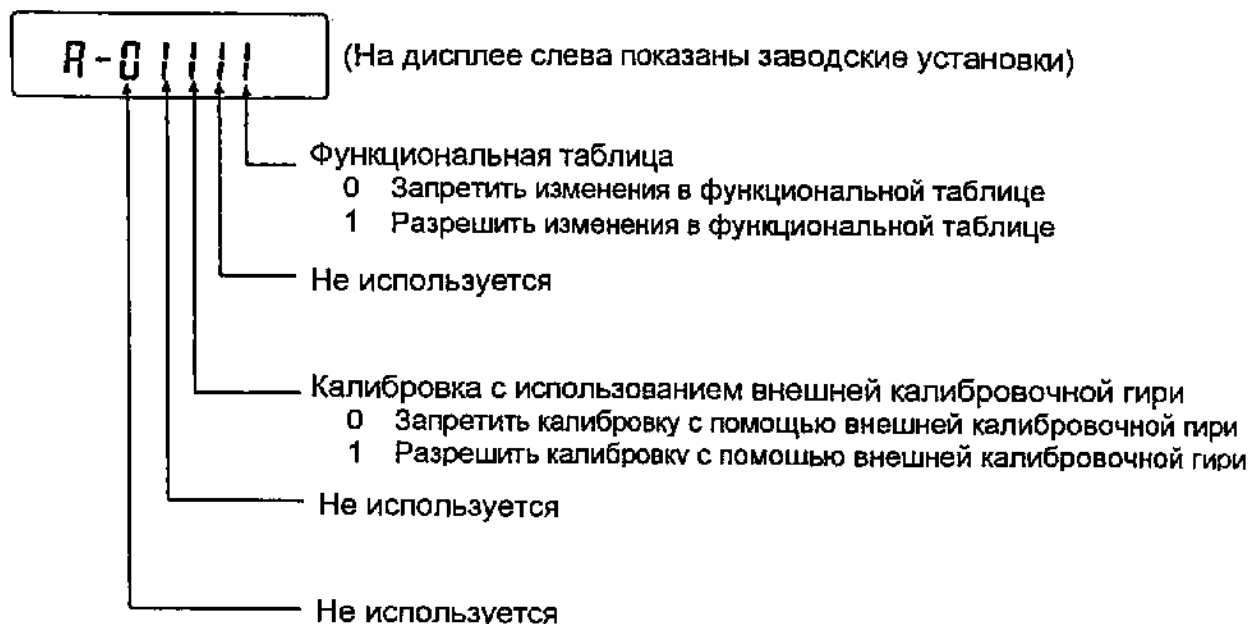 A-01111
(На дисплее слева показаны заводские установки)
Функциональная таблица
0 Запретить изменения в функциональной таблице
1 Разрешить изменения в функциональной таблице
Не используется
Калибровка с использованием внешней калибровочной гири
0 Запретить калибровку с помощью внешней калибровочной гири
1 Разрешить калибровку с помощью внешней калибровочной гири
Не используется
Не используется